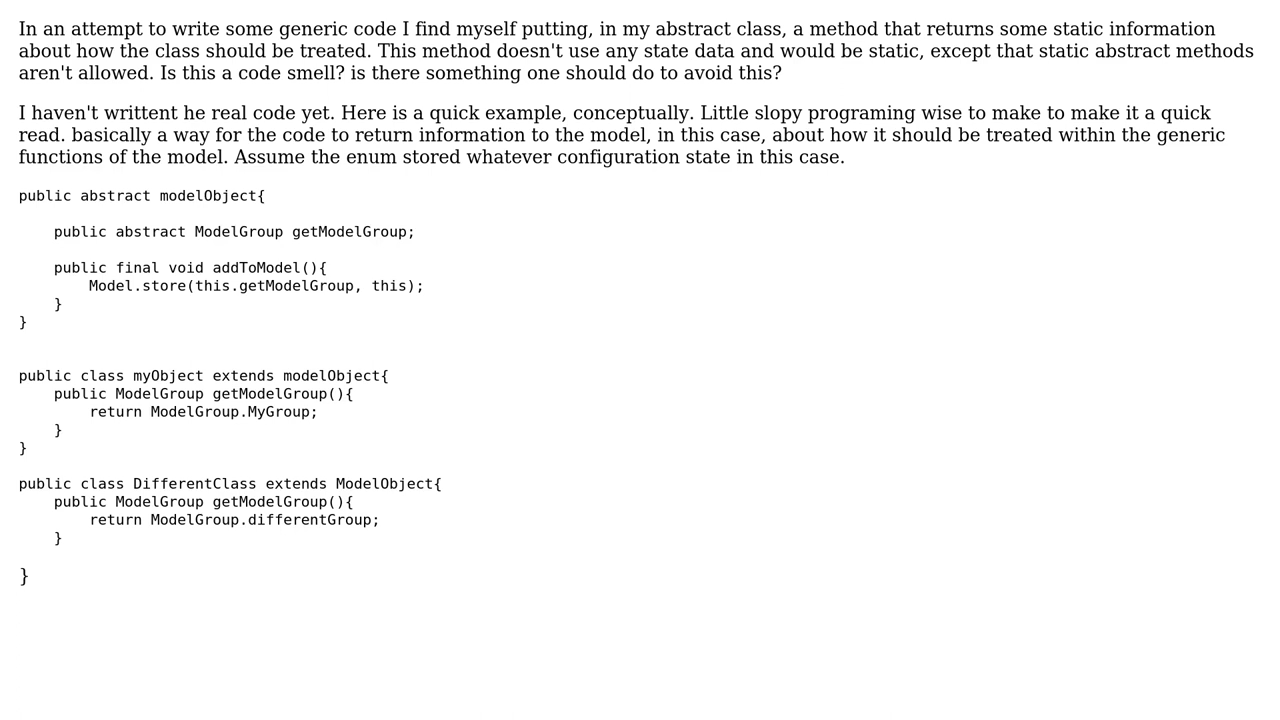 In an attempt to write some generic code I find myself putting, in my abstract class, a method that returns some static information
about how the class should be treated. This method doesn't use any state data and would be static, except that static abstract methods
aren't allowed. Is this a code smell? is there something one should do to avoid this?
I haven't writtent he real code yet. Here is a quick example, conceptually. Little slopy programing wise to make to make it a quick
read. basically a way for the code to return information to the model, in this case, about how it should be treated within the generic
functions of the model. Assume the enum stored whatever configuration state in this case.
public abstract modelObject{
    public abstract ModelGroup getModelGroup;
    public final void addToModel(){
        Model.store(this.getModelGroup, this);
    }
}
public class myObject extends modelObject{
    public ModelGroup getModelGroup(){
        return ModelGroup.MyGroup;
    }
}
public class DifferentClass extends ModelObject{
    public ModelGroup getModelGroup(){
        return ModelGroup.differentGroup;
    }
}